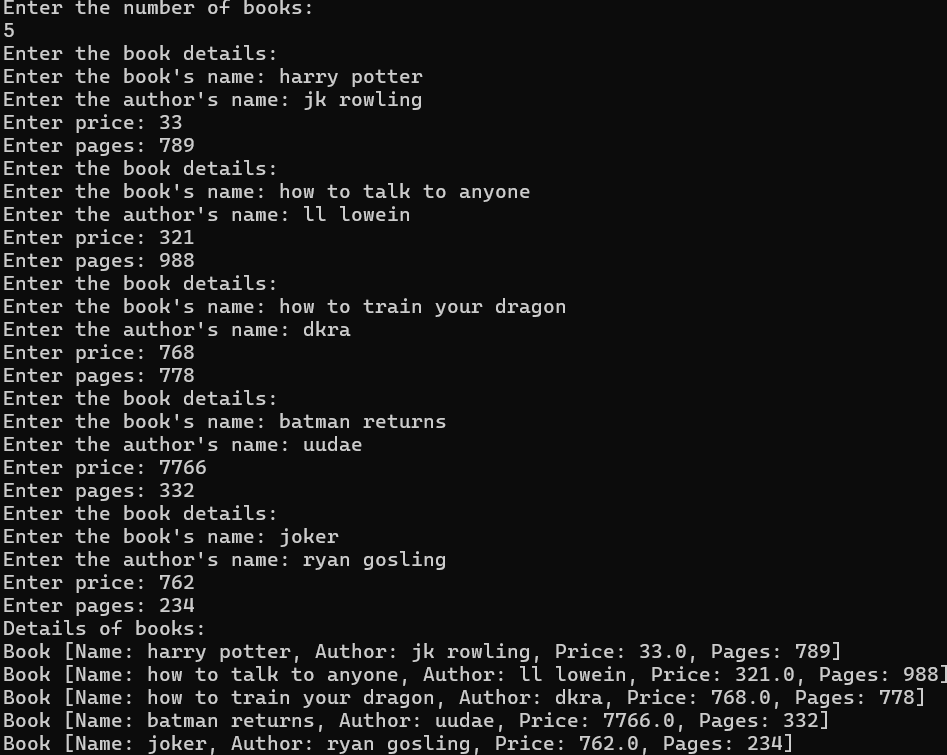 Enter the number of books:
5
Enter the book details:
Enter the book's name: harry potter
Enter the author's name: jk rowling
Enter price: 33
Enter pages: 789
Enter the book details:
Enter the book's name: how to talk to anyone
Enter the author's name: ll lowein
Enter price: 321
Enter pages: 988
Enter the book details:
Enter the book's name: how to train your dragon
Enter the author's name: dkra
Enter price: 768
Enter pages: 778
Enter the book details:
Enter the book's name: batman returns
Enter the author's name: uudae
Enter price: 7766
Enter pages: 332
Enter the book details:
Enter the book's name: joker
Enter the author's name: ryan gosling
Enter price: 762
Enter pages: 234
Details of books:
Book [Name: harry potter, Author: jk rowling, Price: 33.0, Pages: 789]
Book [Name: how to talk to anyone, Author: ll lowein, Price: 321.0, Pages: 988]
Book [Name: how to train your dragon, Author: dkra, Price: 768.0, Pages: 778]
Book [Name: batman returns, Author: uudae, Price: 7766.0, Pages: 332]
Book [Name: joker, Author: ryan gosling, Price: 762.0, Pages: 234]